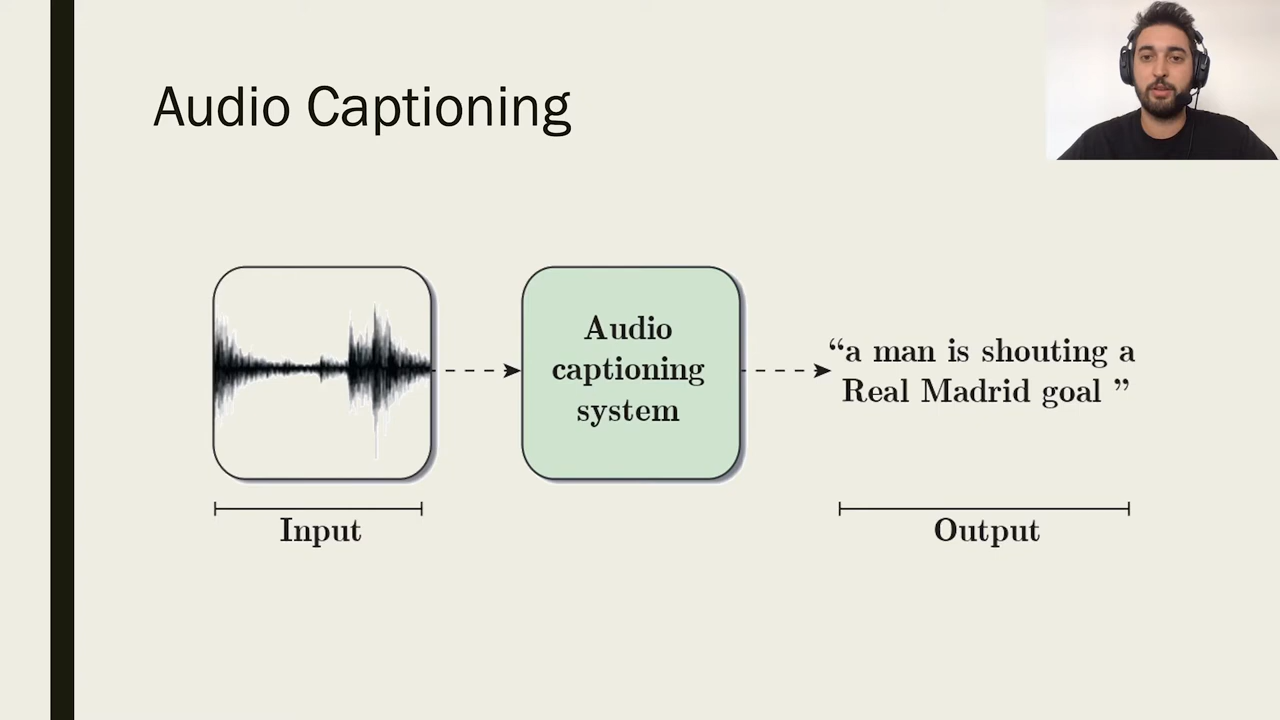 Audio Captioning
Audio
captioning
system
“a man is shouting a
Real Madrid goal ”
Input
Output